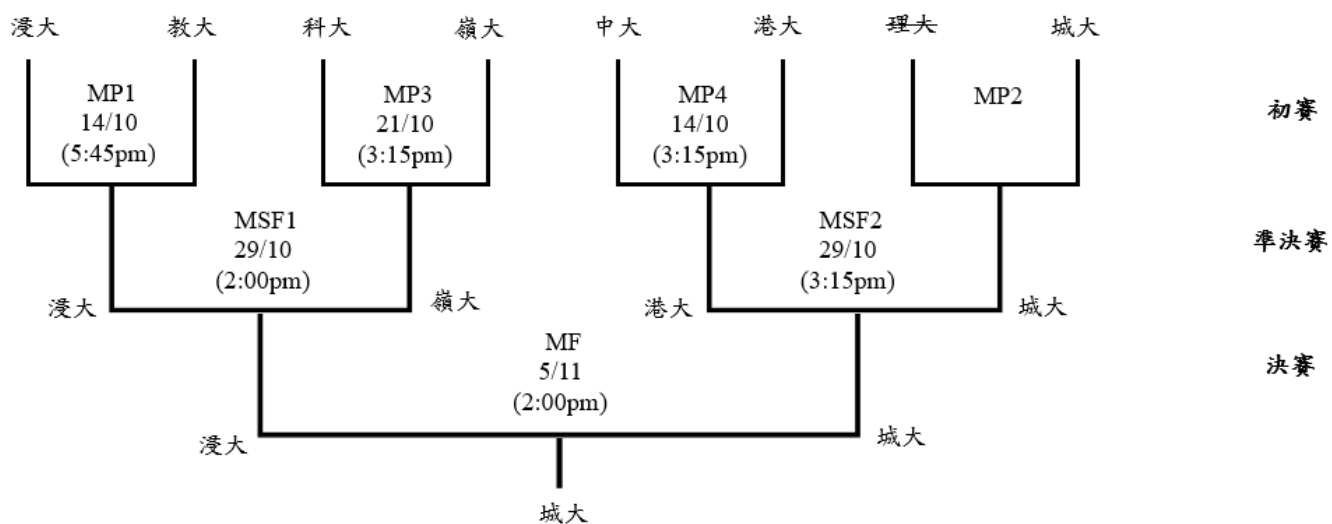 浸大 教大 科大 嶺大 中大 港大 理大 城大
MP1 MP3 MP4 MP2 初賽
14/10 21/10 14/10
(5:45pm) (3:15pm) (3:15pm)
MSF1 MSF2 準決賽
29/10 29/10
(2:00pm) (3:15pm)
浸大 嶺大 港大 城大
MF
5/11 決賽
(2:00pm)
浸大 城大
城大